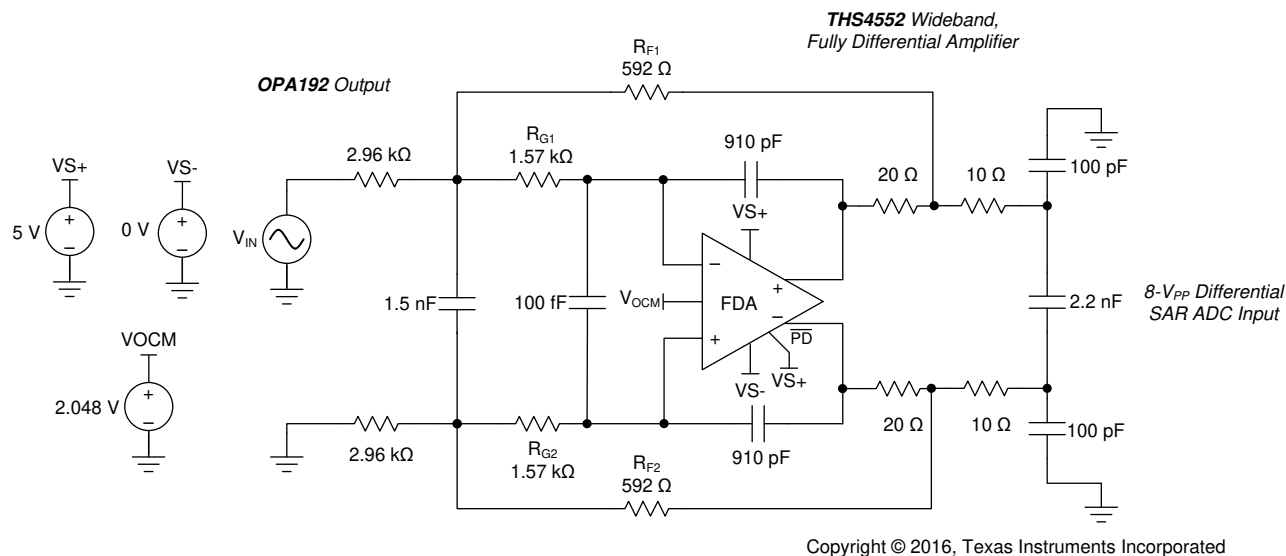 THS4552 Wideband,
Fully Differential Amplifier
RF1
592 Ω
OPA192 Output
RG1
1.57 kΩ
910 pF
2.96 kΩ
20 Ω
10 Ω
100 pF
VS+
VS-
5 V
0 V
VIN
VS+
1.5 nF
100 fF
VOCM
FDA
PD
VS-
VS+
2.2 nF
8-VPP Differential
SAR ADC Input
VOCM
2.048 V
2.96 kΩ
RG2
1.57 kΩ
910 pF
20 Ω
10 Ω
100 pF
RF2
592 Ω
Copyright © 2016, Texas Instruments Incorporated